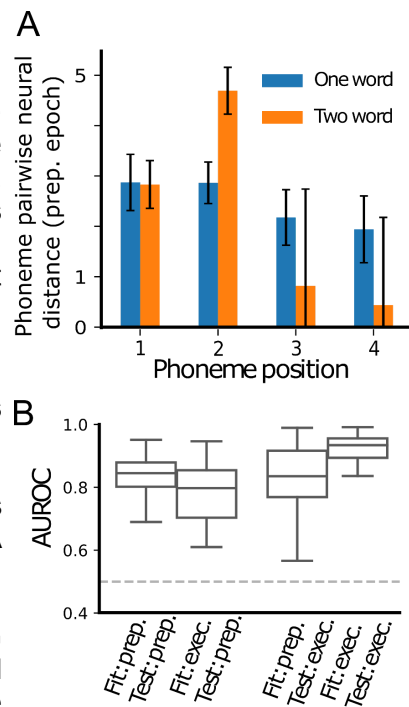 A
Phoneme pairwise neural
distance (prep. epoch)
5
1
0
One word
Two word
1 2 3 4
Phoneme position
B
AUROC
1.0
0.8
0.6
0.4
Fit: prep.
Test: prep.
Fit: exec.
Test: prep.
Fit: prep.
Test: exec.
Fit: exec.
Test: exec.